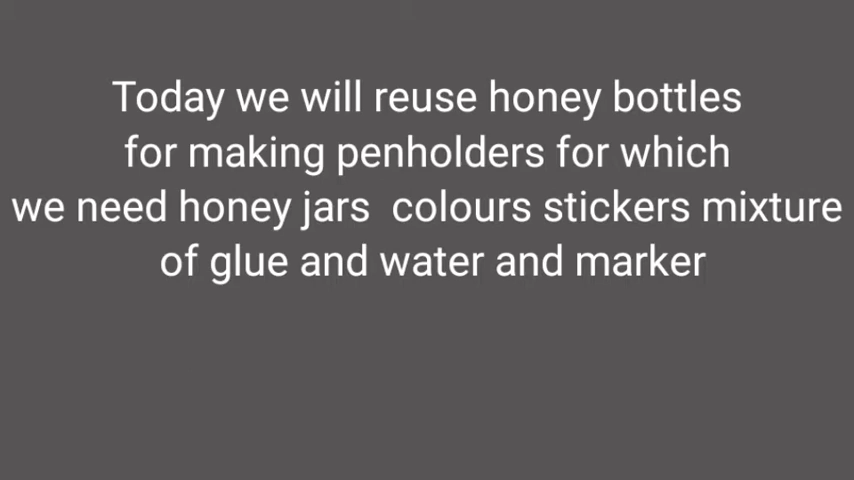 Today we will reuse honey bottles
for making penholders for which
we need honey jars  colours stickers mixture
of glue and water and marker